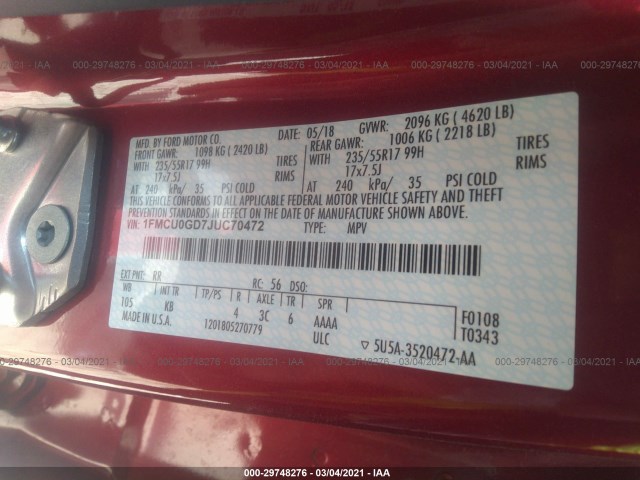 000-29748276 - 03/04/2021 - IAA
MFD. BY FORD MOTOR CO.
DATE: 05/18 GVWR: 2096 KG ( 4620 LB)
FRONT GAWR: 1098 KG ( 2420 LB) REAR GAWR: 1006 KG ( 2218 LB)
WITH 235/55R17 99H TIRES WITH 235/55R17 99H TIRES
17x7.5J RIMS 17x7.5J RIMS
AT 240 kPa/ 35 PSI COLD AT 240 kPa/ 35 PSI COLD
THIS VEHICLE CONFORMS TO ALL APPLICABLE FEDERAL MOTOR VEHICLE SAFETY AND THEFT
PREVENTION STANDARDS IN EFFECT ON THE DATE OF MANUFACTURE SHOWN ABOVE.
VIN: 1FMCU0GD7JUC70472 TYPE: MPV
EXT PNT: RR RC: 56 DSO:
WB INT TR TP/PS R AXLE TR SPR
105 KB 4 3C 6 AAAA F0108
MADE IN U.S.A. 1201805270779 ULC T0343
▽ 5U5A-3520472-AA
000-29748276 - 03/04/2021 - IAA